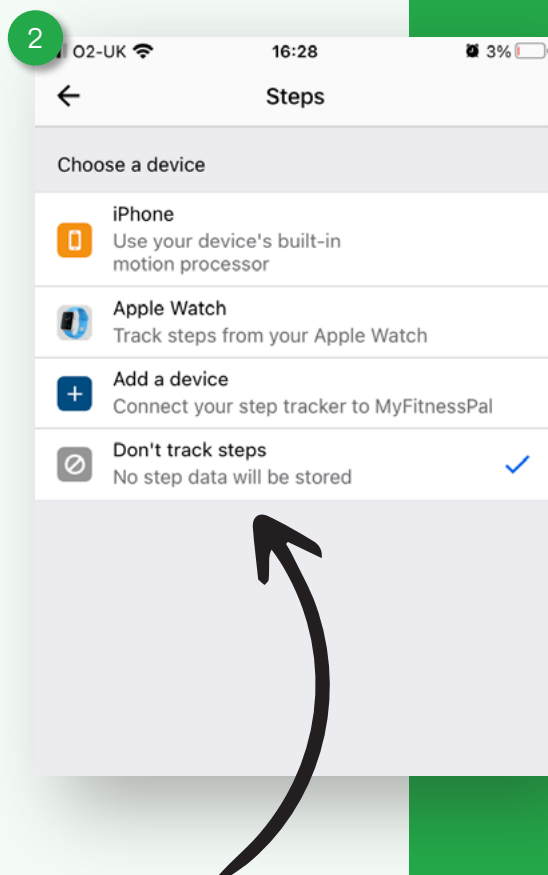 2
O2-UK 16:28 3%
Steps
Choose a device
iPhone
Use your device's built-in
motion processor
Apple Watch
Track steps from your Apple Watch
Add a device
Connect your step tracker to MyFitnessPal
Don't track steps
No step data will be stored